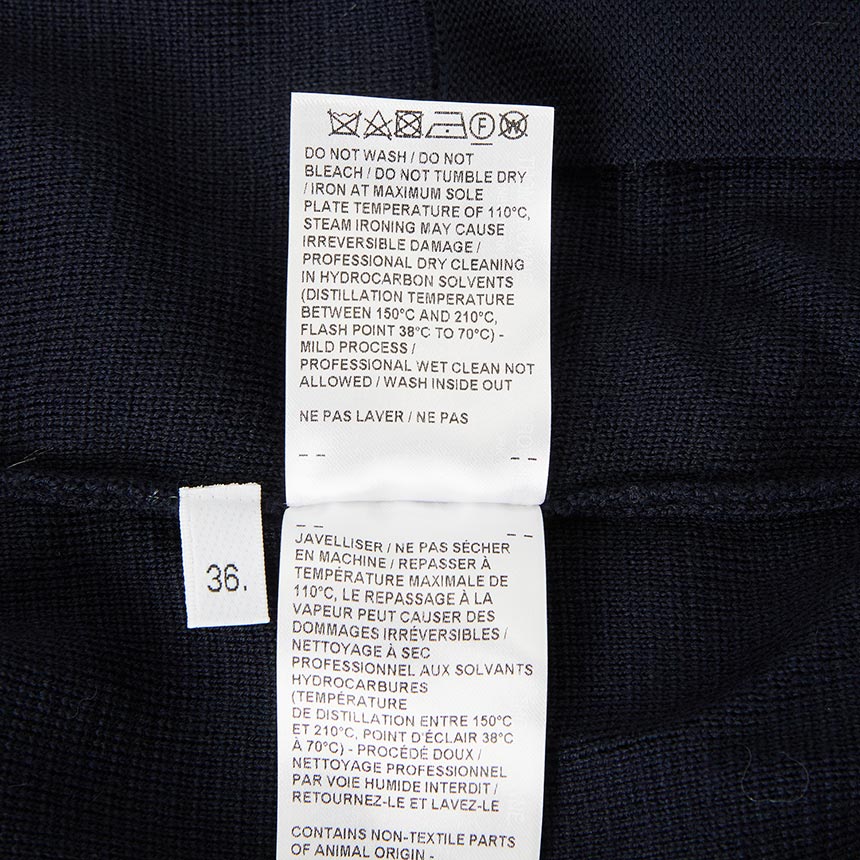 F W
DO NOT WASH / DO NOT
BLEACH / DO NOT TUMBLE DRY
/ IRON AT MAXIMUM SOLE
PLATE TEMPERATURE OF 110°C,
STEAM IRONING MAY CAUSE
IRREVERSIBLE DAMAGE /
PROFESSIONAL DRY CLEANING
IN HYDROCARBON SOLVENTS
(DISTILLATION TEMPERATURE
BETWEEN 150°C AND 210°C,
FLASH POINT 38°C TO 70°C) -
MILD PROCESS /
PROFESSIONAL WET CLEAN NOT
ALLOWED / WASH INSIDE OUT
NE PAS LAVER / NE PAS
36.
JAVELLISER / NE PAS SÉCHER
EN MACHINE / REPASSER À
TEMPÉRATURE MAXIMALE DE
110°C, LE REPASSAGE À LA
VAPEUR PEUT CAUSER DES
DOMMAGES IRRÉVERSIBLES /
NETTOYAGE À SEC
PROFESSIONNEL AUX SOLVANTS
HYDROCARBURES
(TEMPÉRATURE
DE DISTILLATION ENTRE 150°C
ET 210°C, POINT D'ÉCLAIR 38°C
À 70°C) - PROCÉDÉ DOUX /
NETTOYAGE PROFESSIONNEL
PAR VOIE HUMIDE INTERDIT /
RETOURNEZ-LE ET LAVEZ-LE
CONTAINS NON-TEXTILE PARTS
OF ANIMAL ORIGIN -